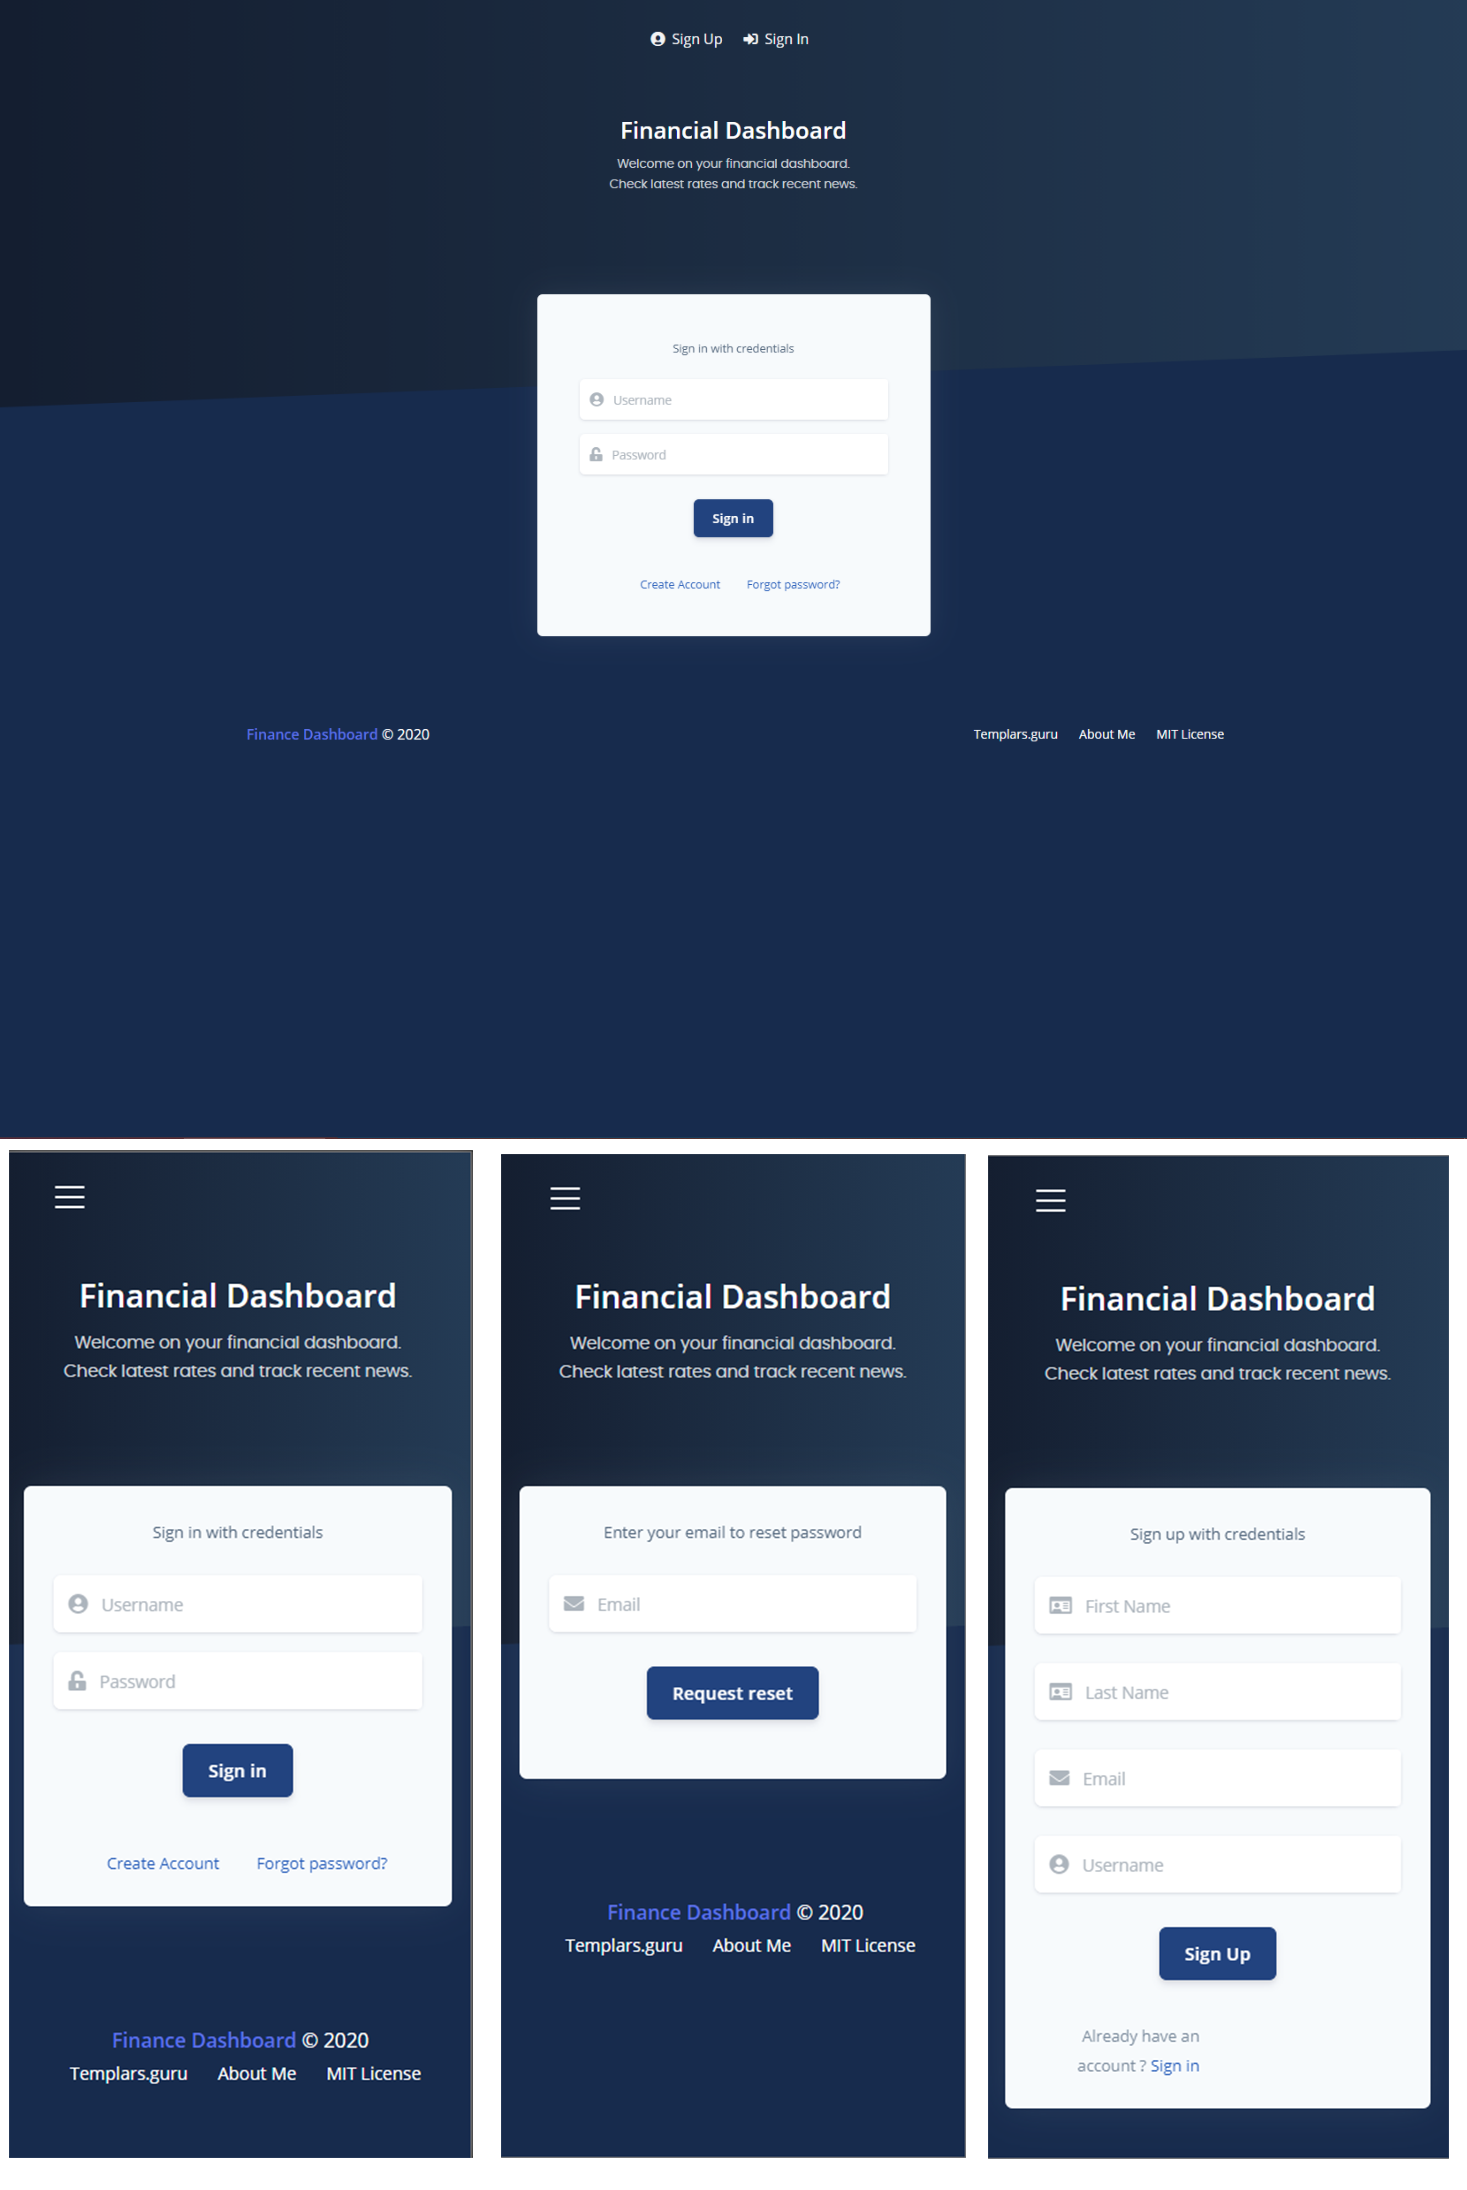 Sign Up Sign In
Financial Dashboard
Welcome on your financial dashboard.
Check latest rates and track recent news.
Sign in with credentials
Username
Password
Sign in
Create Account Forgot password?
Finance Dashboard © 2020
Templars.guru About Me MIT License
Financial Dashboard
Welcome on your financial dashboard.
Check latest rates and track recent news.
Sign in with credentials
Username
Password
Sign in
Create Account Forgot password?
Finance Dashboard © 2020
Templars.guru About Me MIT License
Financial Dashboard
Welcome on your financial dashboard.
Check latest rates and track recent news.
Enter your email to reset password
Email
Request reset
Finance Dashboard © 2020
Templars.guru About Me MIT License
Financial Dashboard
Welcome on your financial dashboard.
Check latest rates and track recent news.
Sign up with credentials
First Name
Last Name
Email
Username
Sign Up
Already have an
account ? Sign in